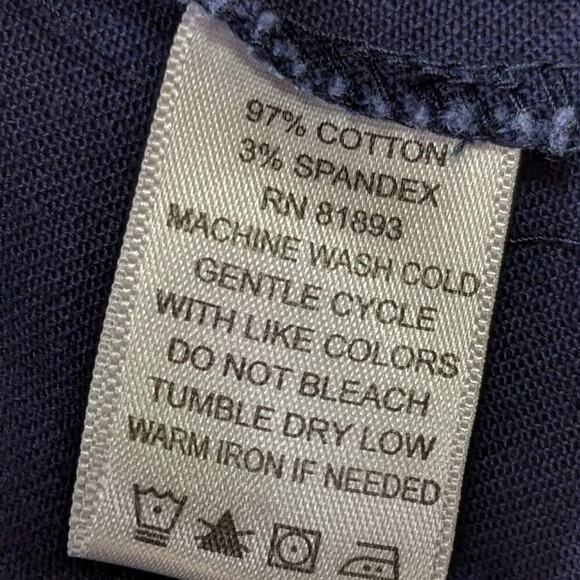 97% COTTON
3% SPANDEX
RN 81893
MACHINE WASH COLD
GENTLE CYCLE
WITH LIKE COLORS
DO NOT BLEACH
TUMBLE DRY LOW
WARM IRON IF NEEDED